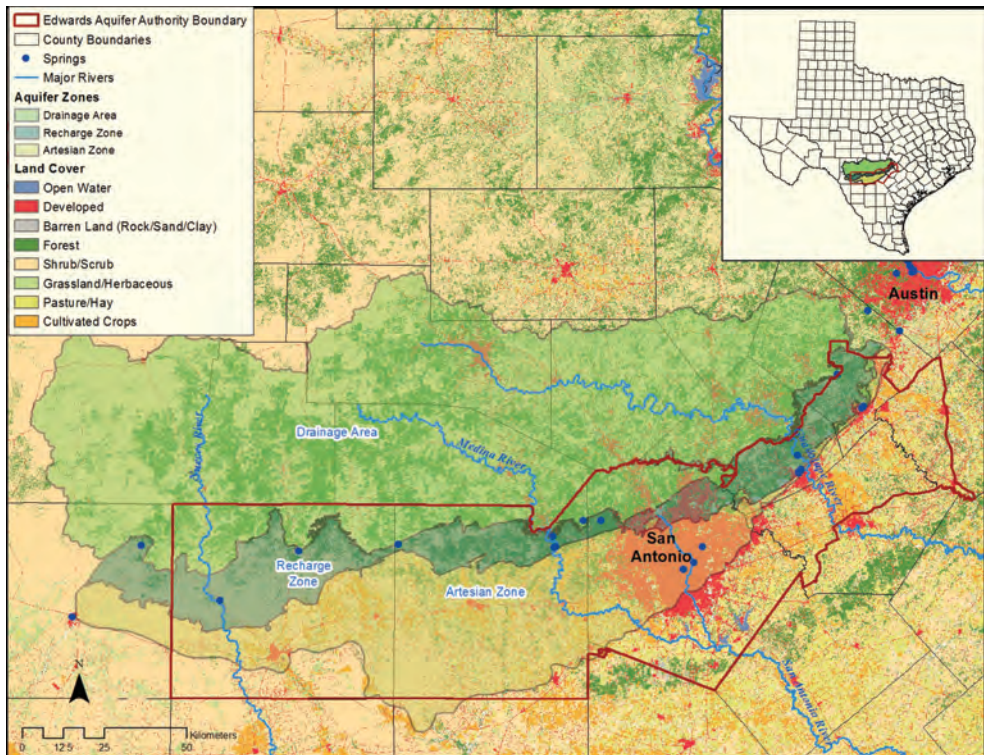 Edwards Aquifer Authority Boundary
County Boundaries
Springs
Major Rivers
Aquifer Zones
Drainage Area
Recharge Zone
Artesian Zone
Land Cover
Open Water
Developed
Barren Land (Rock/Sand/Clay)
Forest
Shrub/Scrub
Grassland/Herbaceous
Pasture/Hay
Cultivated Crops
Austin
Drainage Area
Medina River
Guadalupe River
San
Antonio
Recharge
Zone
Artesian Zone
San Antonio River
N
Kilometers
0 12.5 25 50